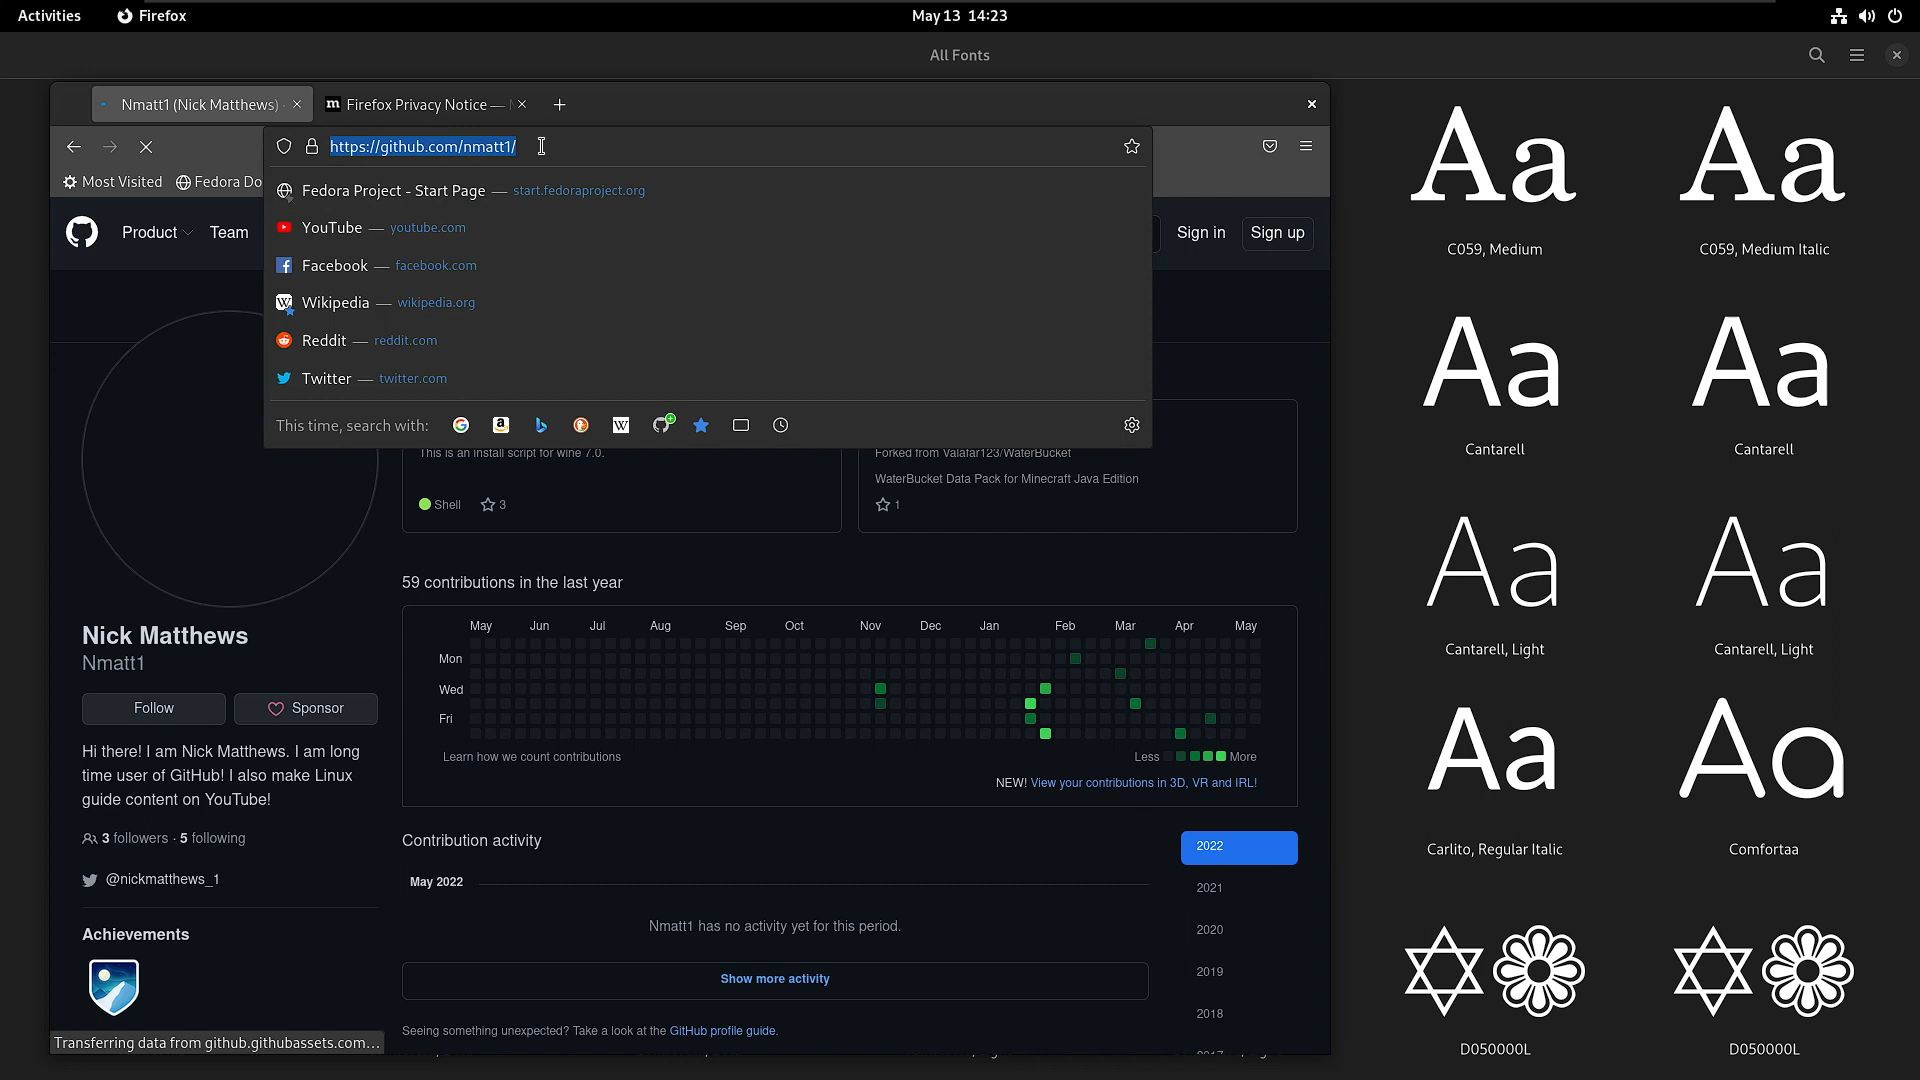 Activities
Firefox
May 13 14:23
All Fonts
Nmatt1 (Nick Matthews) ·
Firefox Privacy Notice —
https://github.com/nmatt1/
Most Visited
Fedora Do
Fedora Project - Start Page — start.fedoraproject.org
YouTube — youtube.com
Facebook — facebook.com
Wikipedia — wikipedia.org
Reddit — reddit.com
Twitter — twitter.com
This time, search with:
Product
Team
Sign in
Sign up
This is an install script for wine 7.0.
Shell
3
Forked from Valafar123/WaterBucket
WaterBucket Data Pack for Minecraft Java Edition
1
59 contributions in the last year
May Jun Jul Aug Sep Oct Nov Dec Jan Feb Mar Apr May
Mon
Wed
Fri
Learn how we count contributions
Less
More
NEW! View your contributions in 3D, VR and IRL!
Nick Matthews
Nmatt1
Follow
Sponsor
Hi there! I am Nick Matthews. I am long
time user of GitHub! I also make Linux
guide content on YouTube!
3 followers · 5 following
@nickmatthews_1
Achievements
Contribution activity
May 2022
Nmatt1 has no activity yet for this period.
Show more activity
Seeing something unexpected? Take a look at the GitHub profile guide.
2022
2021
2020
2019
2018
2017
Transferring data from github.githubassets.com…
Aa
C059, Medium
Aa
C059, Medium Italic
Aa
Cantarell
Aa
Cantarell
Aa
Cantarell, Light
Aa
Cantarell, Light
Aa
Carlito, Regular Italic
Aa
Comfortaa
D050000L
D050000L